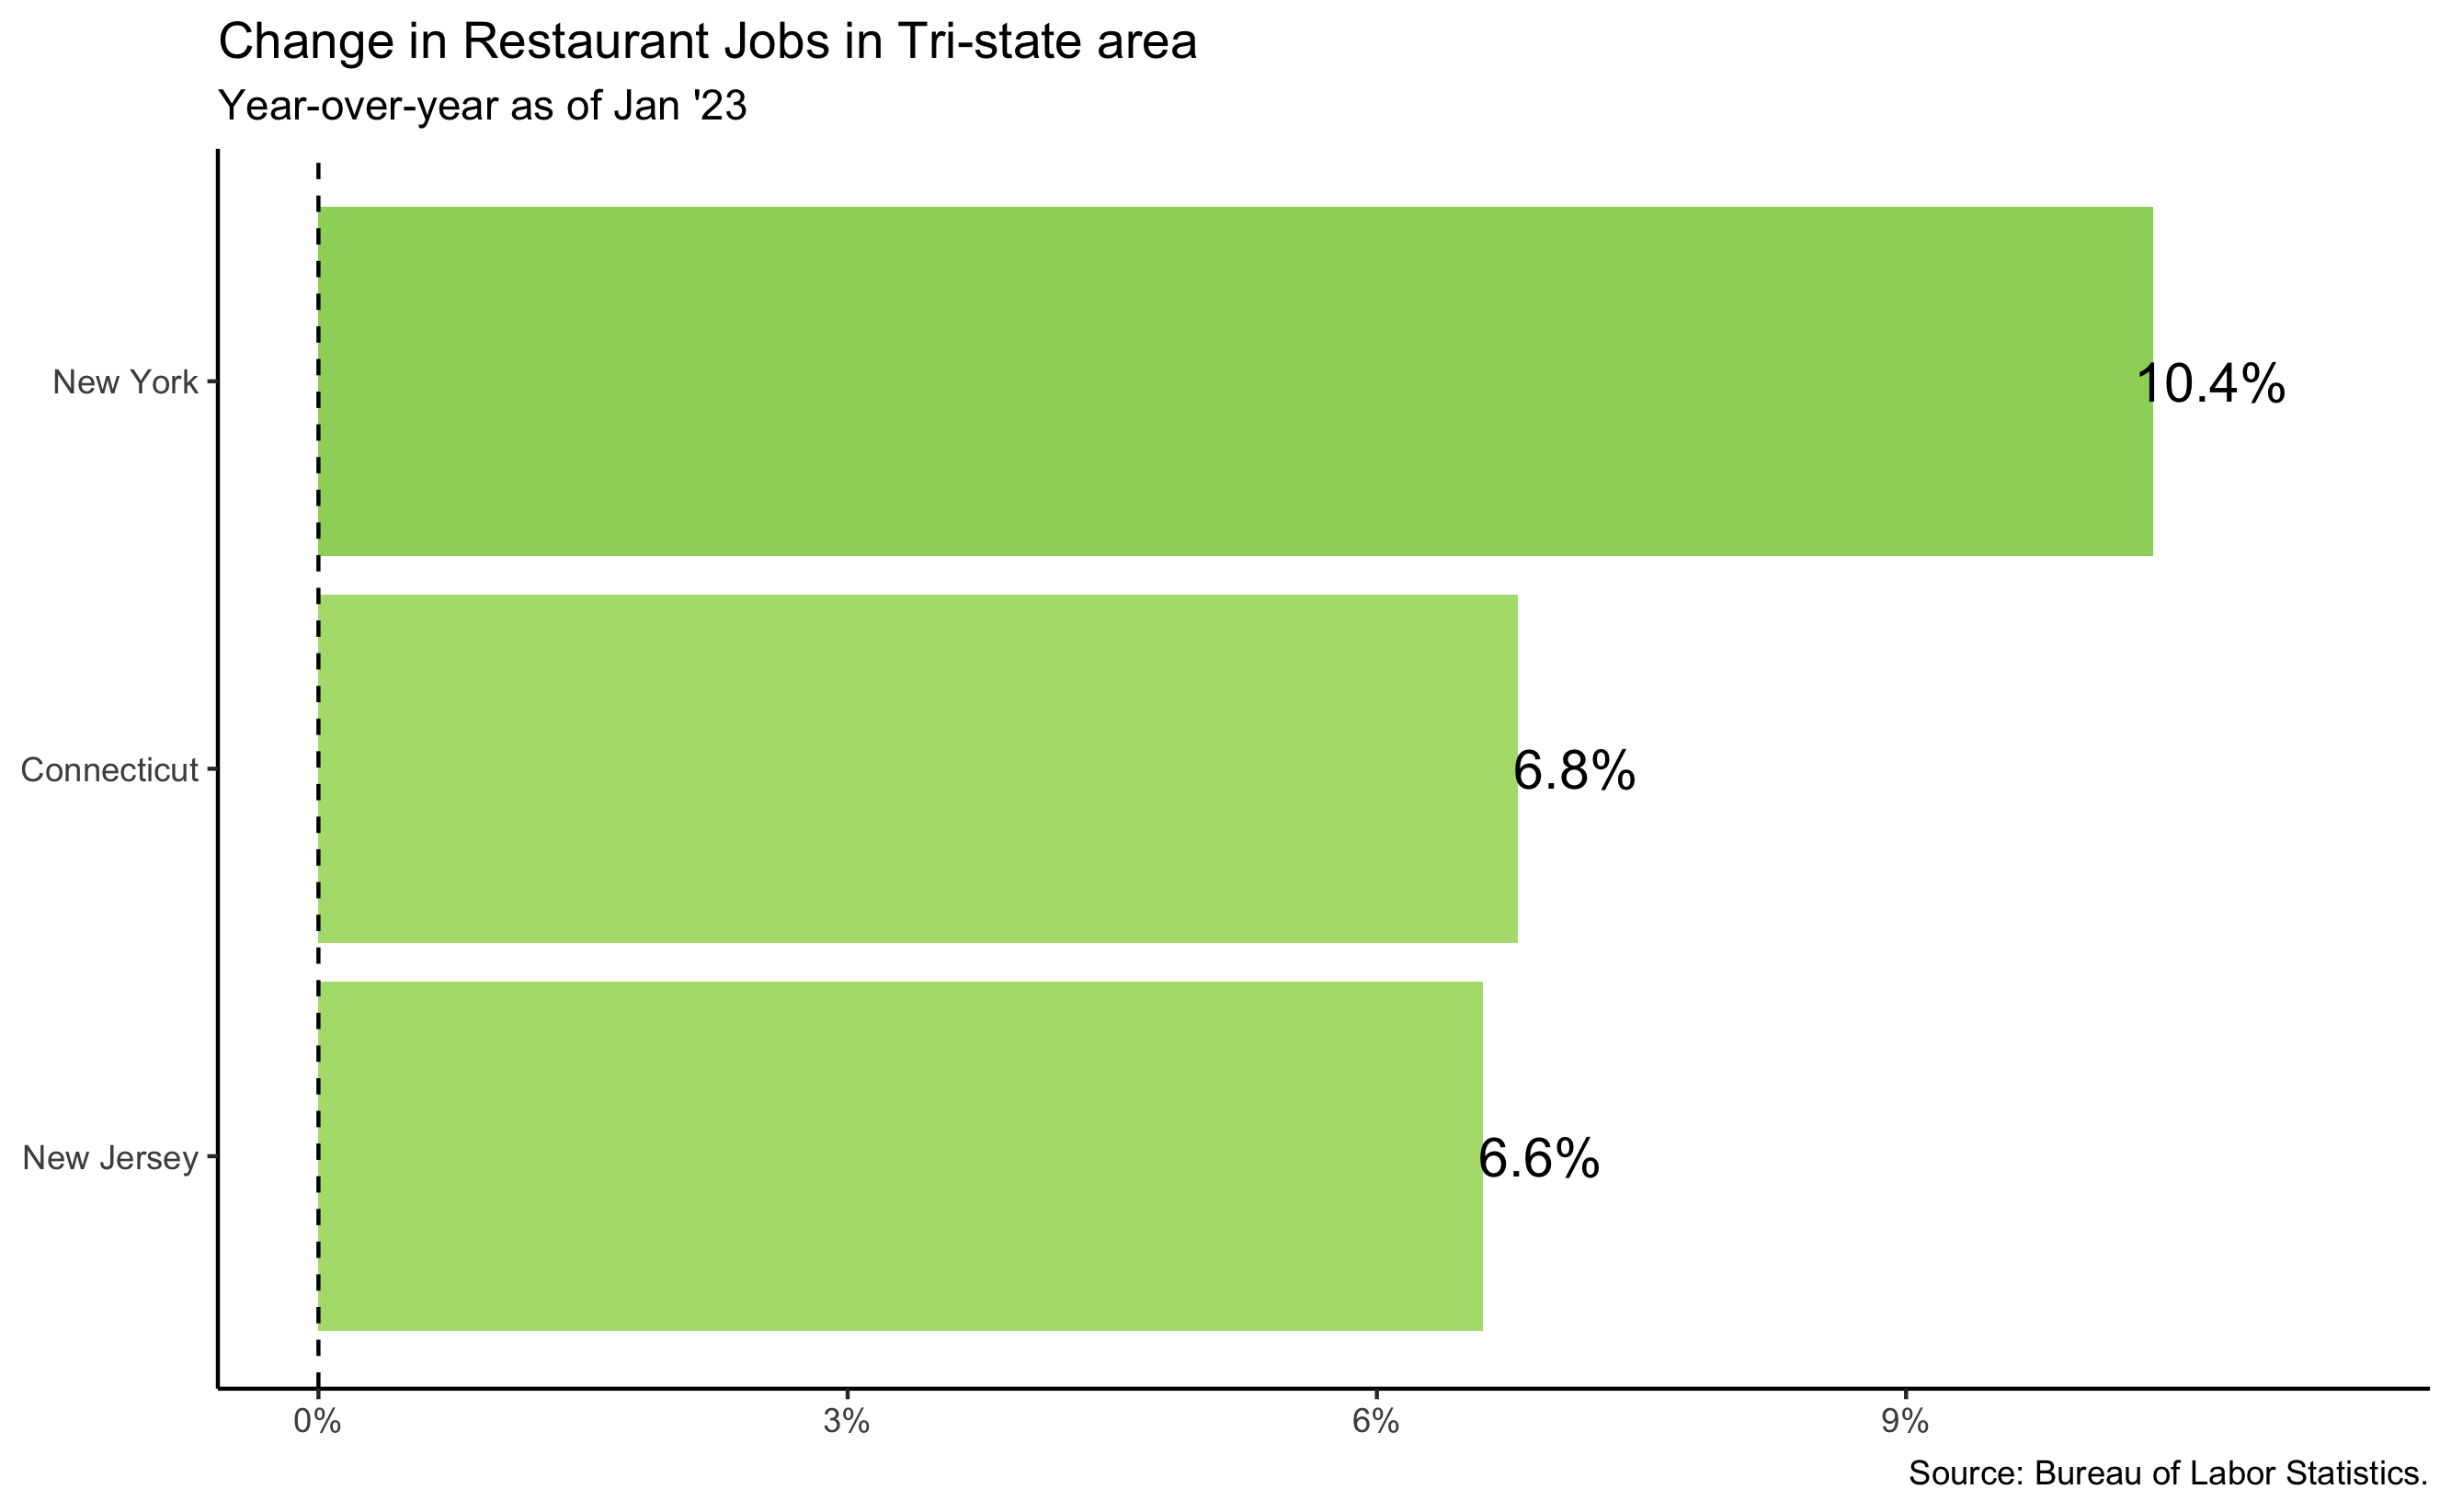 Change in Restaurant Jobs in Tri-state area
Year-over-year as of Jan '23
New York
10.4%
Connecticut
6.8%
New Jersey
6.6%
0% 3% 6% 9%
Source: Bureau of Labor Statistics.